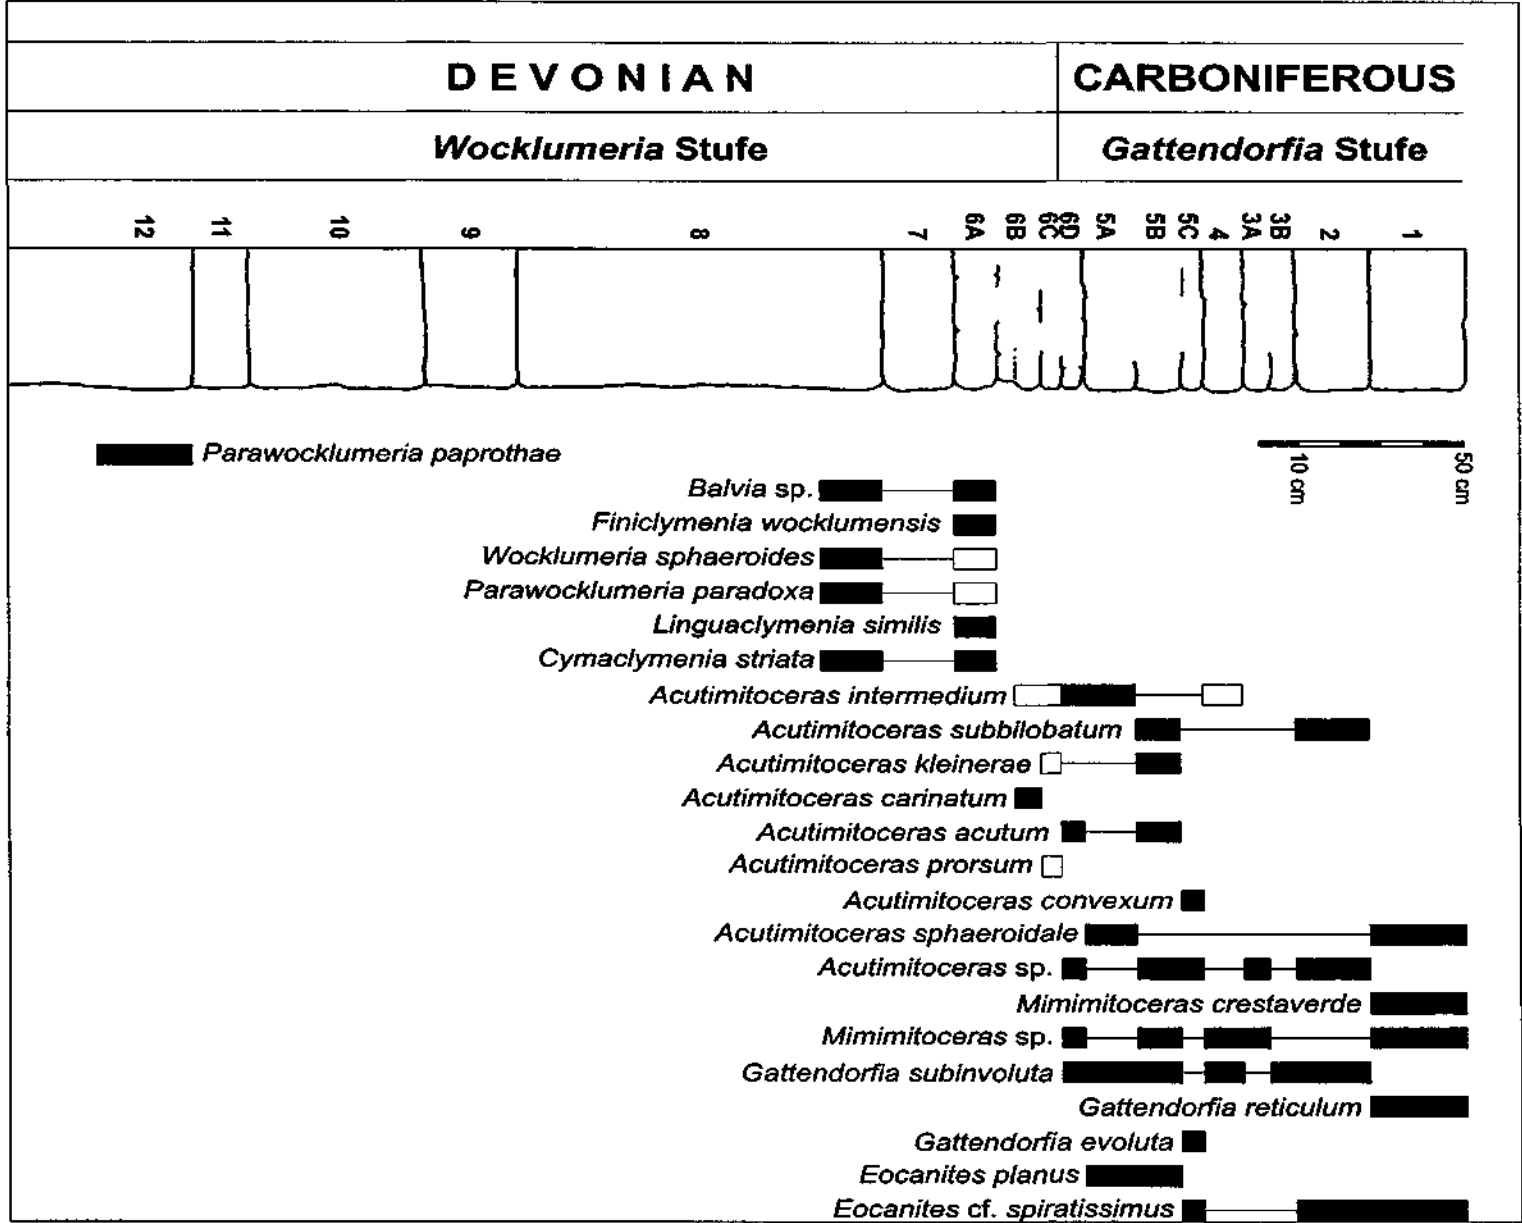 DEVONIAN
CARBONIFEROUS
Wocklumeria Stufe
Gattendorfia Stufe
12
11
10
9
8
7
6A
6B
6C
6D
5A
5B
5C
4
3A
3B
2
1
Parawocklumeria paprothae
10 cm
50 cm
Balvia sp.
Finiclymenia wocklumensis
Wocklumeria sphaeroides
Parawocklumeria paradoxa
Linguaclymenia similis
Cymaclymenia striata
Acutimitoceras intermedium
Acutimitoceras subbilobatum
Acutimitoceras kleinerae
Acutimitoceras carinatum
Acutimitoceras acutum
Acutimitoceras prorsum
Acutimitoceras convexum
Acutimitoceras sphaeroidale
Acutimitoceras sp.
Mimimitoceras crestaverde
Mimimitoceras sp.
Gattendorfia subinvoluta
Gattendorfia reticulum
Gattendorfia evoluta
Eocanites planus
Eocanites cf. spiratissimus